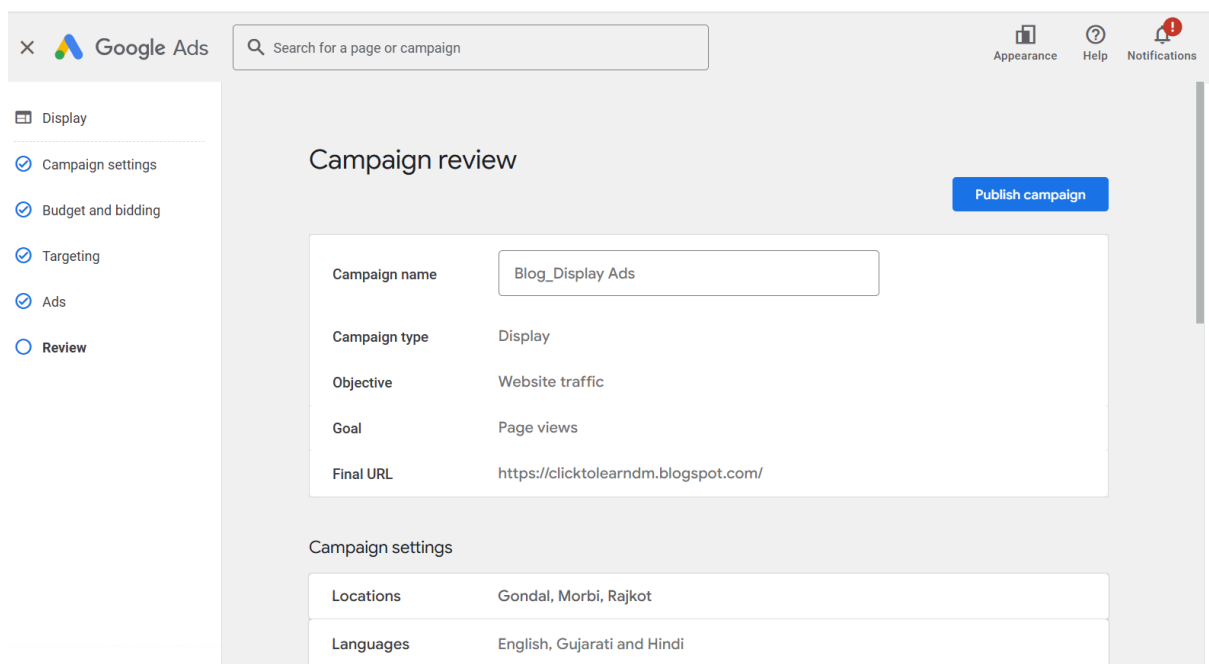 Google Ads
Search for a page or campaign
Appearance
Help
Notifications
Display
Campaign settings
Budget and bidding
Targeting
Ads
Review
Campaign review
Publish campaign
Campaign name Blog_Display Ads
Campaign type Display
Objective Website traffic
Goal Page views
Final URL https://clicktolearndm.blogspot.com/
Campaign settings
Locations Gondal, Morbi, Rajkot
Languages English, Gujarati and Hindi